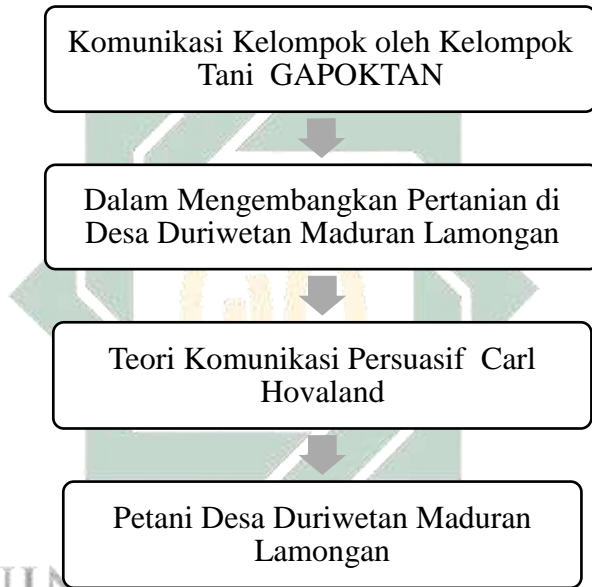 Komunikasi Kelompok oleh Kelompok
Tani GAPOKTAN
Dalam Mengembangkan Pertanian di
Desa Duriwetan Maduran Lamongan
Teori Komunikasi Persuasif Carl
Hovaland
Petani Desa Duriwetan Maduran
Lamongan